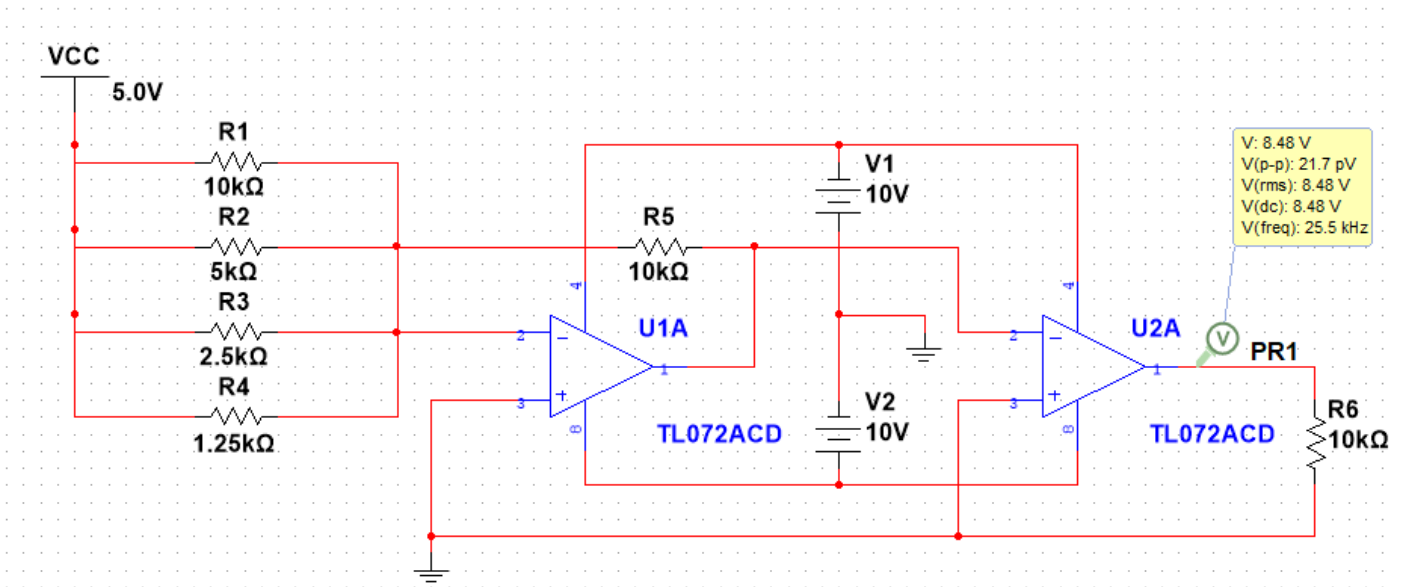 VCC
5.0V
R1
10kΩ
R2
5kΩ
R3
2.5kΩ
R4
1.25kΩ
R5
10kΩ
4
2
3
8
1
U1A
TL072ACD
V1
10V
V2
10V
4
2
3
8
1
U2A
TL072ACD
V: 8.48 V
V(p-p): 21.7 pV
V(rms): 8.48 V
V(dc): 8.48 V
V(freq): 25.5 kHz
V
PR1
R6
10kΩ